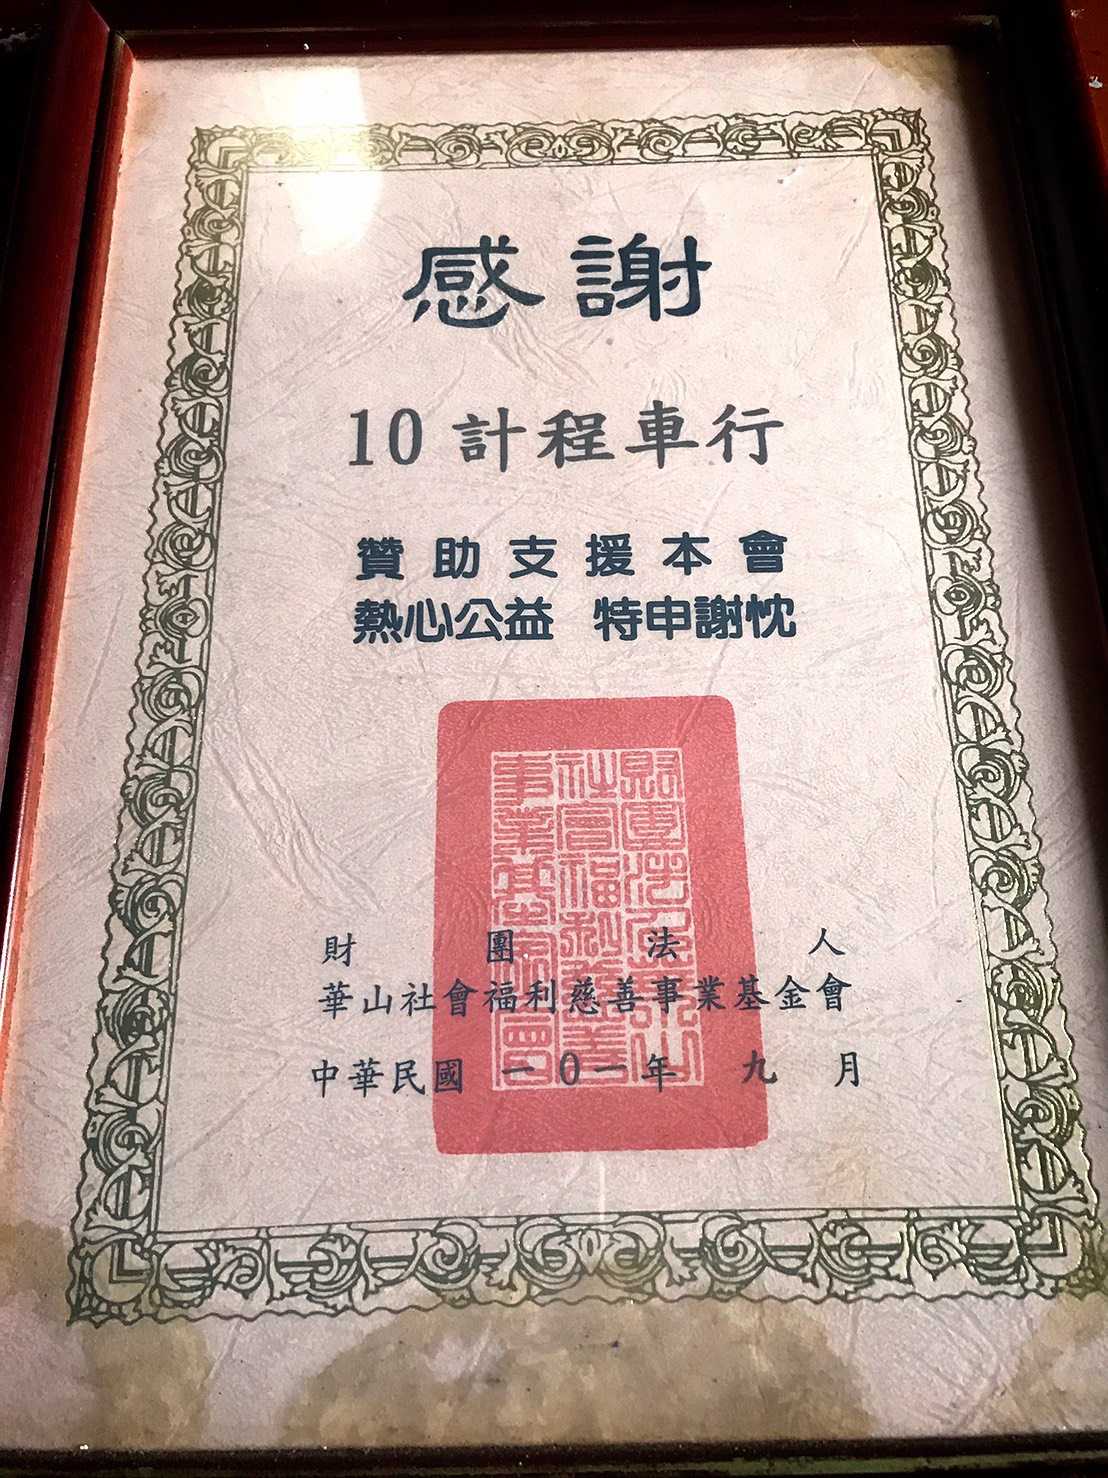 感謝
10 計程車行
贊助支援本會
熱心公益 特申謝忱
財團法人華山
社會福利慈善
事業基金會印
財團法人
華山社會福利慈善事業基金會
中華民國 一0一年 九月